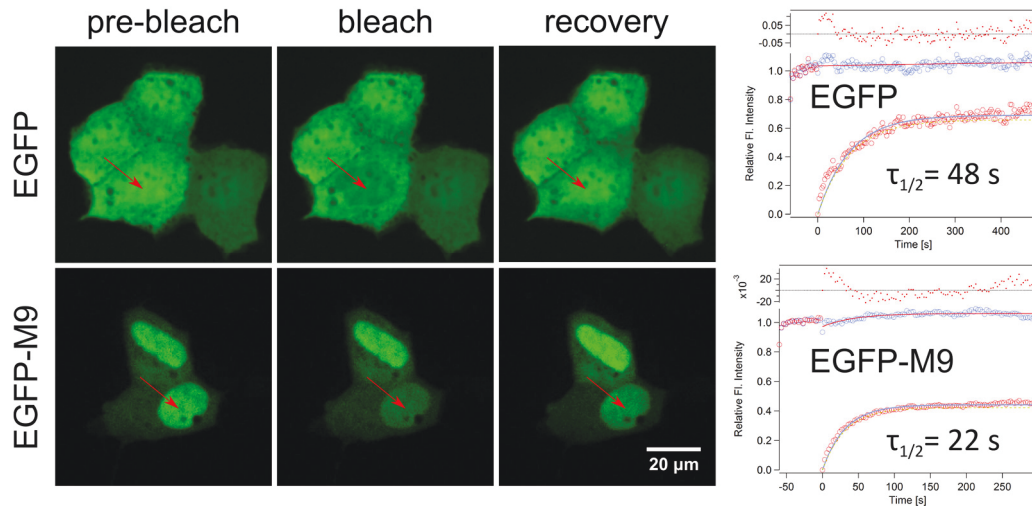 pre-bleach bleach recovery
EGFP
EGFP-M9
20 µm
0.05
-0.05
1.0
0.8
0.6
0.4
0.2
0.0
Relative Fl. Intensity
EGFP
τ1/2= 48 s
0 100 200 300 400
Time [s]
x10-3
20
0
-20
1.0
0.8
0.6
0.4
0.2
0.0
Relative Fl. Intensity
EGFP-M9
τ1/2= 22 s
-50 0 50 100 150 200 250
Time [s]